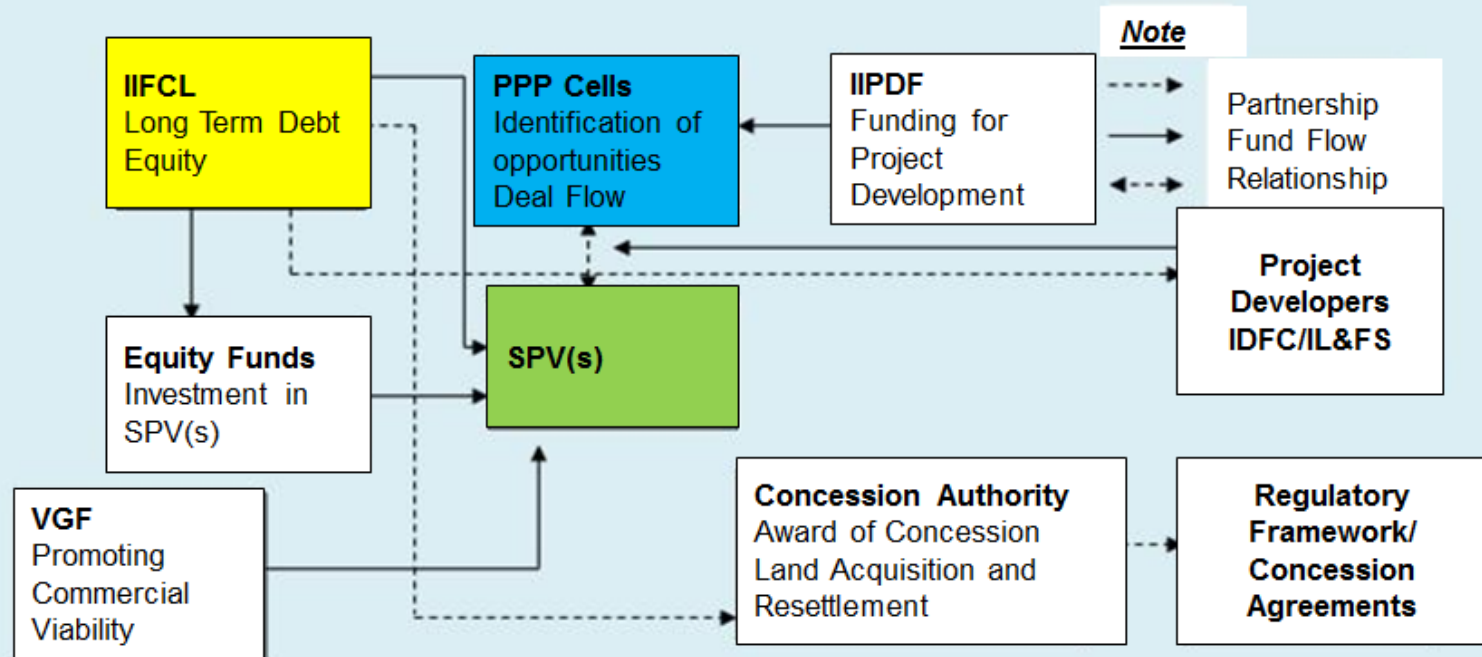 Note
IIFCL
Long Term Debt
Equity
PPP Cells
Identification of
opportunities
Deal Flow
IIPDF
Funding for
Project
Development
Partnership
Fund Flow
Relationship
Project
Developers
IDFC/IL&FS
Equity Funds
Investment in
SPV(s)
SPV(s)
VGF
Promoting
Commercial
Viability
Concession Authority
Award of Concession
Land Acquisition and
Resettlement
Regulatory
Framework/
Concession
Agreements